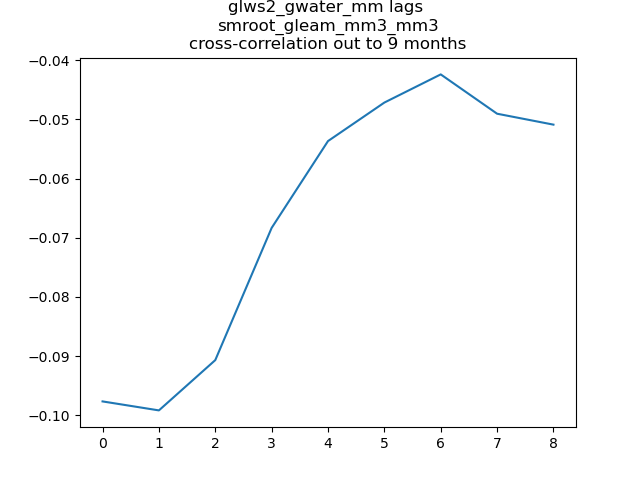 glws2_gwater_mm lags
smroot_gleam_mm3_mm3
cross-correlation out to 9 months
−0.04
−0.05
−0.06
−0.07
−0.08
−0.09
−0.10
0 1 2 3 4 5 6 7 8